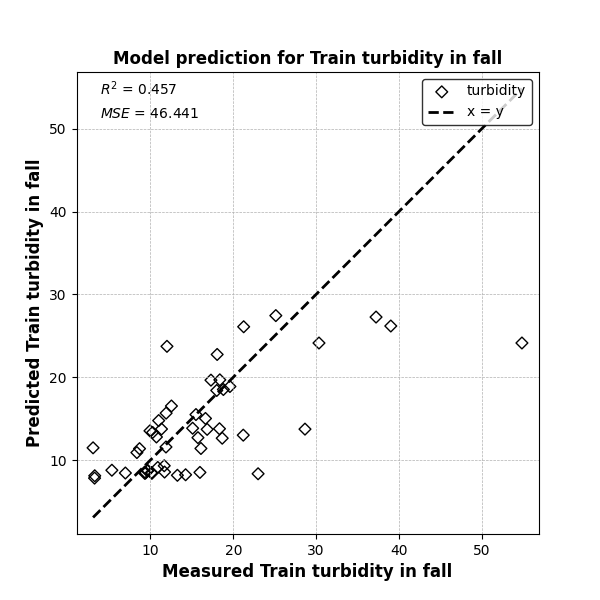 Model prediction for Train turbidity in fall
R² = 0.457
MSE = 46.441
turbidity
x = y
50
40
30
20
10
Predicted Train turbidity in fall
10 20 30 40 50
Measured Train turbidity in fall